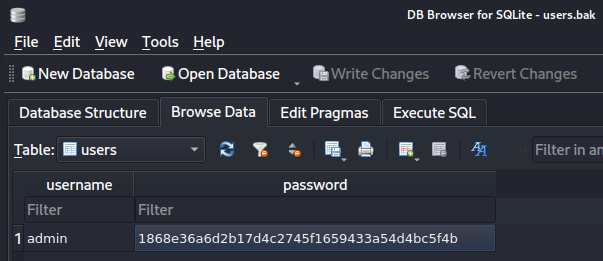 DB Browser for SQLite - users.bak
File Edit View Tools Help
New Database Open Database Write Changes Revert Changes
Database Structure Browse Data Edit Pragmas Execute SQL
Table: users Filter in an
username password
Filter Filter
1 admin 1868e36a6d2b17d4c2745f1659433a54d4bc5f4b